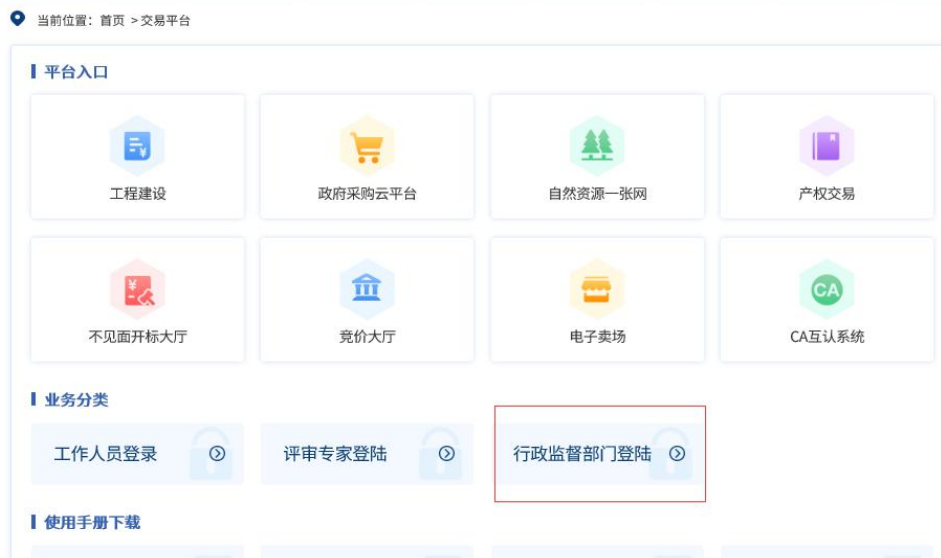 当前位置：首页 >交易平台
平台入口
工程建设
政府采购云平台
自然资源一张网
产权交易
不见面开标大厅
竞价大厅
电子卖场
CA
CA互认系统
业务分类
工作人员登录
评审专家登陆
行政监督部门登陆
使用手册下载